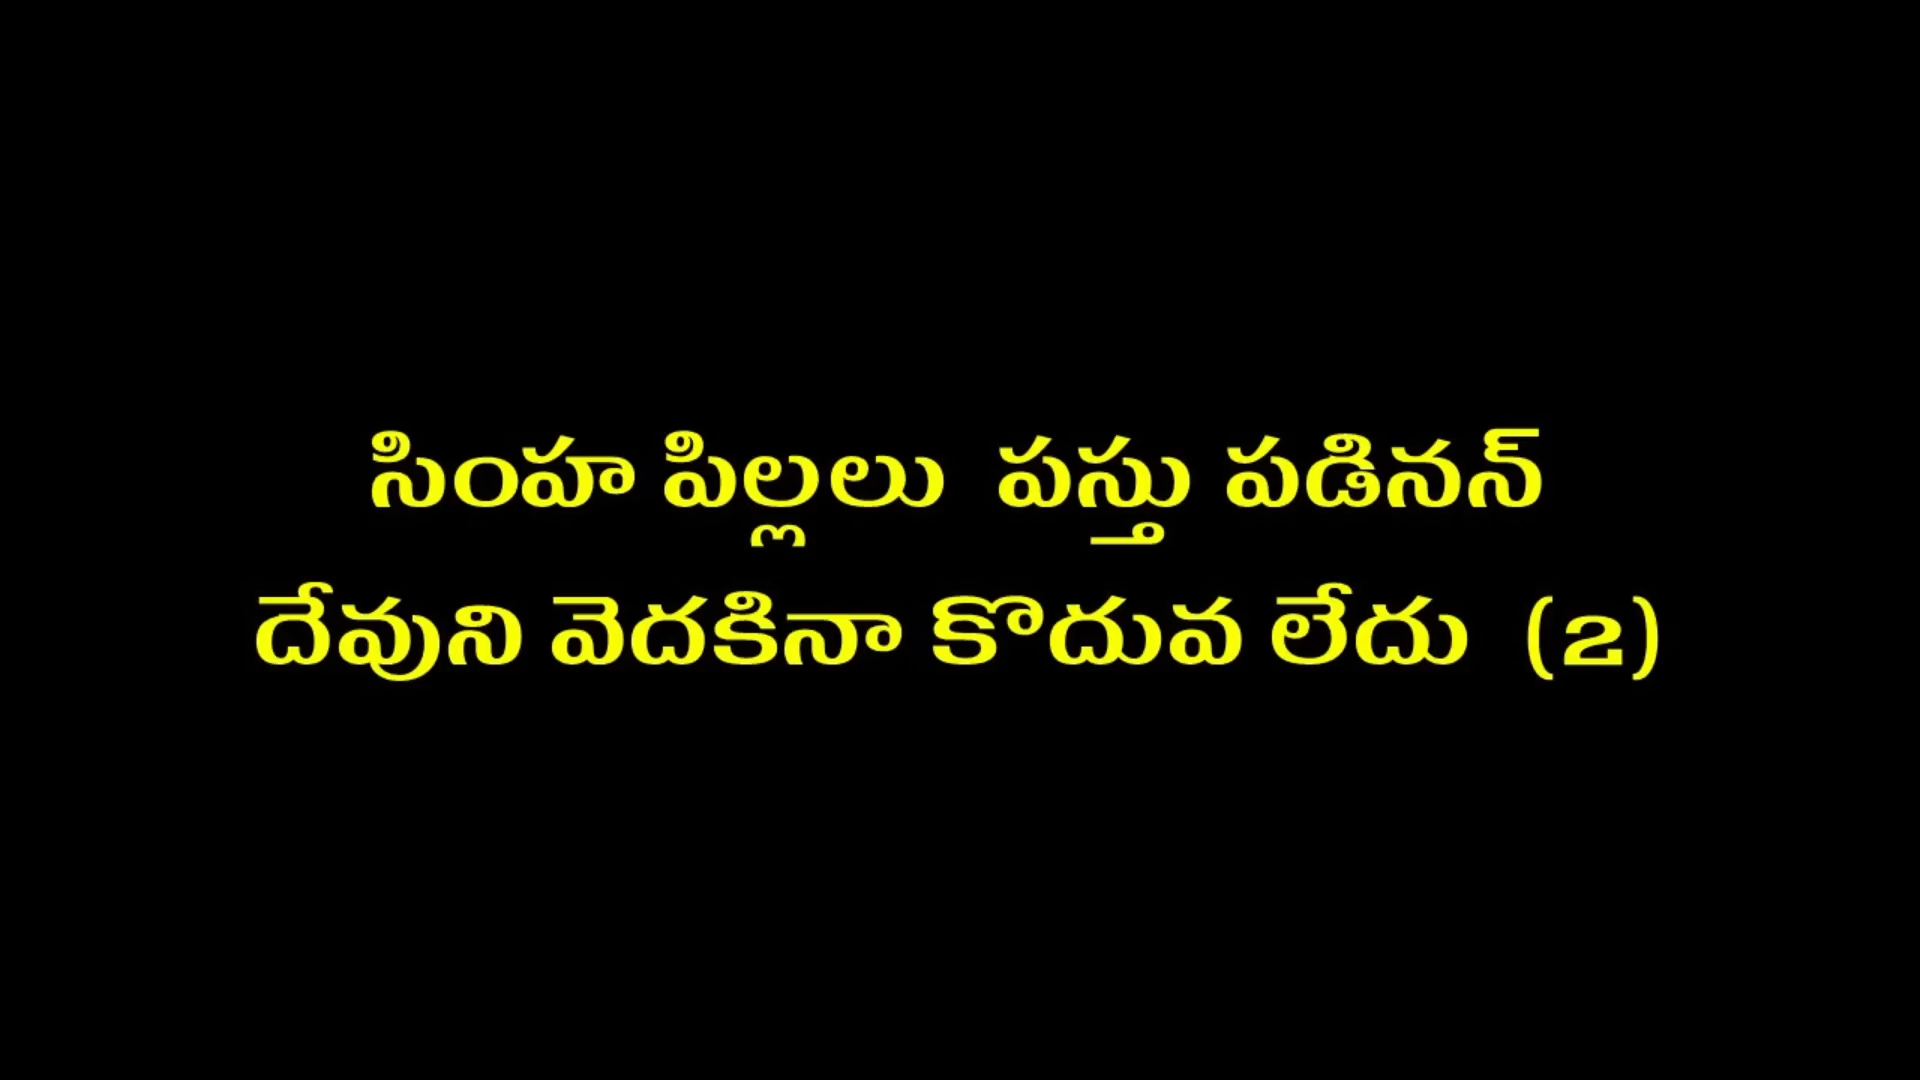 సింహ పిల్లలు పస్తు పడినన్
దేవుని వెదకినా కొదువ లేదు (2)